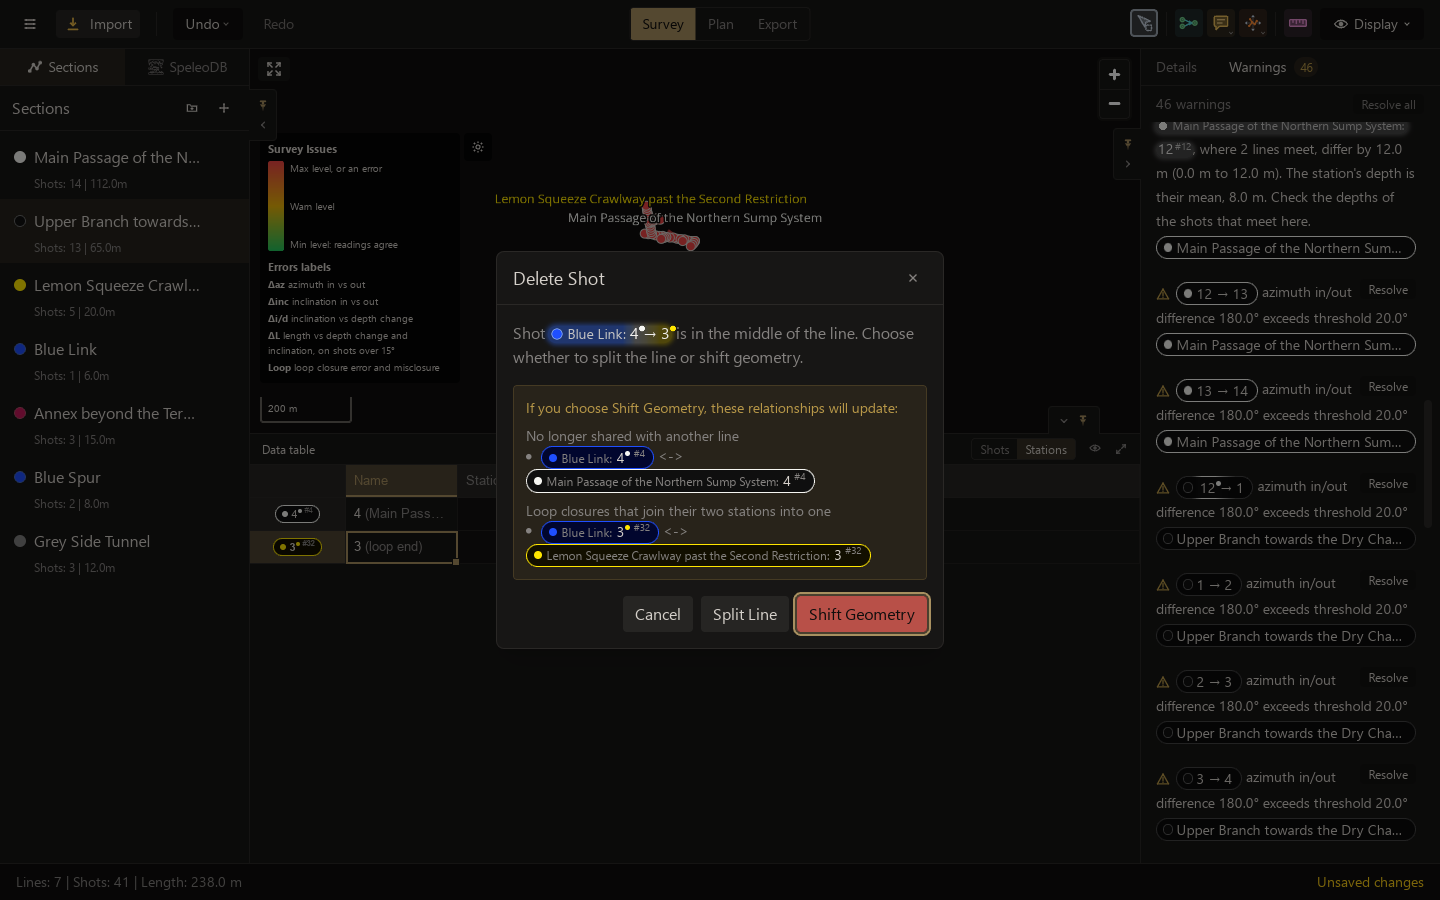 Import
Undo
Redo
Survey
Plan
Export
Display
Sections
SpeleoDB
Details
Warnings
46
Sections
46 warnings
Resolve all
Main Passage of the N...
Shots: 14 | 112.0m
Upper Branch towards...
Shots: 13 | 65.0m
Lemon Squeeze Crawl...
Shots: 5 | 20.0m
Blue Link
Shots: 1 | 6.0m
Annex beyond the Ter...
Shots: 3 | 15.0m
Blue Spur
Shots: 2 | 8.0m
Grey Side Tunnel
Shots: 3 | 12.0m
Survey Issues
Max level, or an error
Warn level
Min level: readings agree
Errors labels
Δaz azimuth in vs out
Δinc inclination in vs out
Δi/d inclination vs depth change
ΔL length vs depth change and
inclination, on shots over 15°
Loop loop closure error and misclosure
200 m
Lemon Squeeze Crawlway past the Second Restriction
Main Passage of the Northern Sump System
Data table
Shots
Stations
Name
Static
4 #4
4 (Main Pass...
3 #32
3 (loop end)
Delete Shot
Shot Blue Link: 4 → 3 is in the middle of the line. Choose
whether to split the line or shift geometry.
If you choose Shift Geometry, these relationships will update:
No longer shared with another line
• Blue Link: 4 #4 <->
Main Passage of the Northern Sump System: 4 #4
Loop closures that join their two stations into one
• Blue Link: 3 #32 <->
Lemon Squeeze Crawlway past the Second Restriction: 3 #32
Cancel
Split Line
Shift Geometry
Main Passage of the Northern Sump System:
12 #12, where 2 lines meet, differ by 12.0
m (0.0 m to 12.0 m). The station's depth is
their mean, 8.0 m. Check the depths of
the shots that meet here.
Main Passage of the Northern Sum...
12 → 13 azimuth in/out
Resolve
difference 180.0° exceeds threshold 20.0°
Main Passage of the Northern Sum...
13 → 14 azimuth in/out
Resolve
difference 180.0° exceeds threshold 20.0°
Main Passage of the Northern Sum...
12 → 1 azimuth in/out
Resolve
difference 180.0° exceeds threshold 20.0°
Upper Branch towards the Dry Cha...
1 → 2 azimuth in/out
Resolve
difference 180.0° exceeds threshold 20.0°
Upper Branch towards the Dry Cha...
2 → 3 azimuth in/out
Resolve
difference 180.0° exceeds threshold 20.0°
Upper Branch towards the Dry Cha...
3 → 4 azimuth in/out
Resolve
difference 180.0° exceeds threshold 20.0°
Upper Branch towards the Dry Cha...
Lines: 7 | Shots: 41 | Length: 238.0 m
Unsaved changes